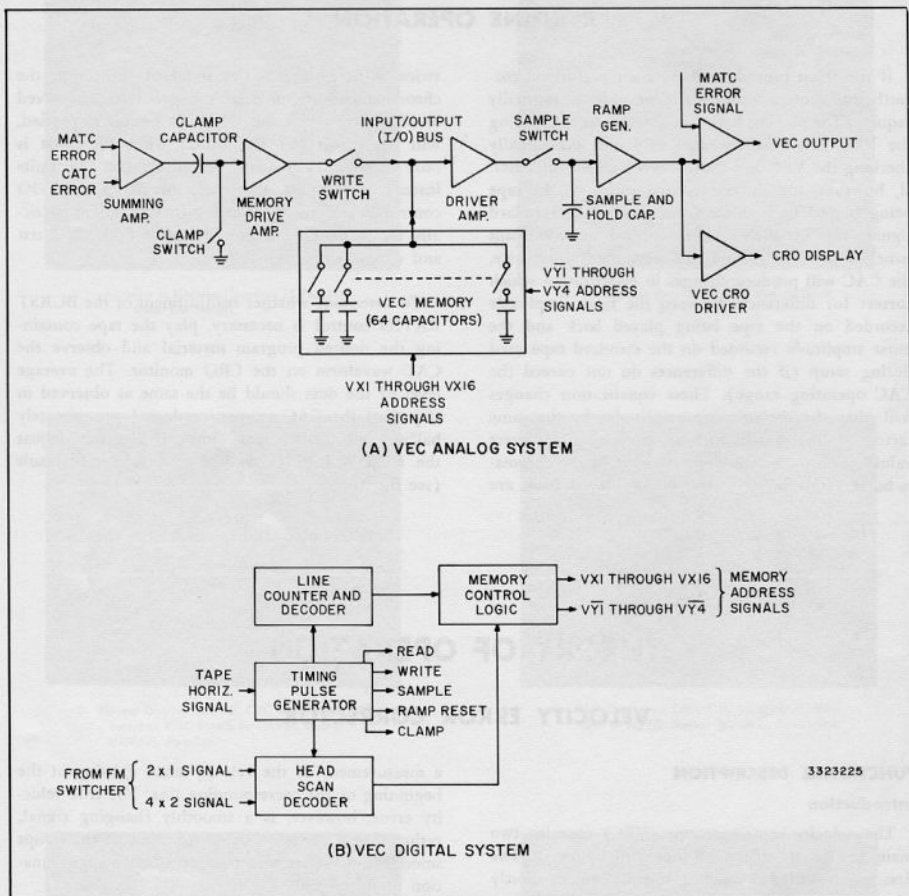 MATC
ERROR
CATC
ERROR
SUMMING
AMP.
CLAMP
CAPACITOR
CLAMP
SWITCH
MEMORY
DRIVE AMP.
WRITE
SWITCH
INPUT/OUTPUT
(I/O) BUS
DRIVER
AMP.
SAMPLE
SWITCH
RAMP
GEN.
SAMPLE AND
HOLD CAP.
MATC
ERROR
SIGNAL
VEC OUTPUT
CRO DISPLAY
VEC CRO
DRIVER
VEC MEMORY
(64 CAPACITORS)
V̅Y̅1̅ THROUGH
V̅Y̅4̅ ADDRESS
SIGNALS
VX1 THROUGH VX16
ADDRESS SIGNALS
(A) VEC ANALOG SYSTEM
LINE
COUNTER AND
DECODER
MEMORY
CONTROL
LOGIC
VX1 THROUGH VX16
V̅Y̅1̅ THROUGH V̅Y̅4̅
MEMORY
ADDRESS
SIGNALS
TAPE
HORIZ.
SIGNAL
TIMING
PULSE
GENERATOR
READ
WRITE
SAMPLE
RAMP RESET
CLAMP
FROM FM
SWITCHER
2 x 1 SIGNAL
4 x 2 SIGNAL
HEAD
SCAN
DECODER
3323225
(B) VEC DIGITAL SYSTEM